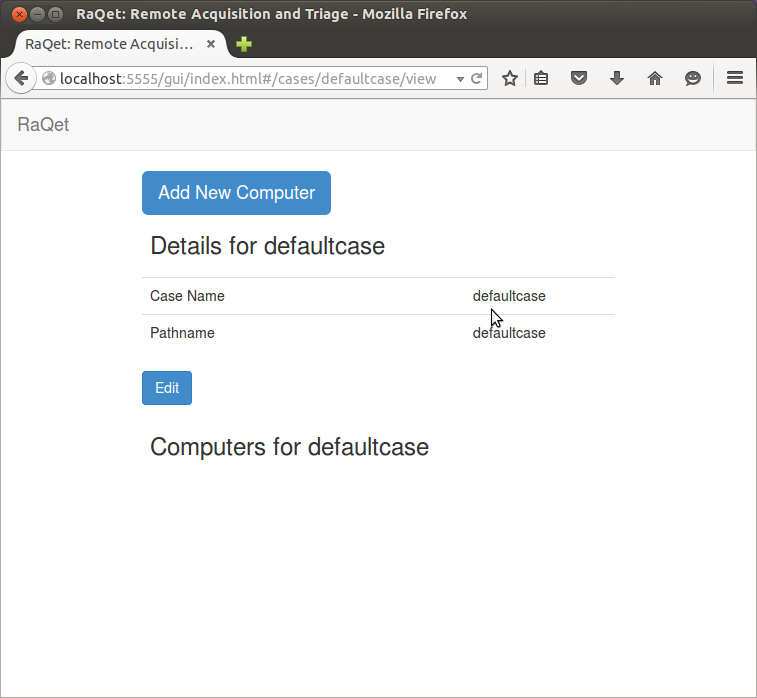 RaQet: Remote Acquisition and Triage - Mozilla Firefox
RaQet: Remote Acquisi...
localhost:5555/gui/index.html#/cases/defaultcase/view
RaQet
Add New Computer
Details for defaultcase
Case Name defaultcase
Pathname defaultcase
Edit
Computers for defaultcase